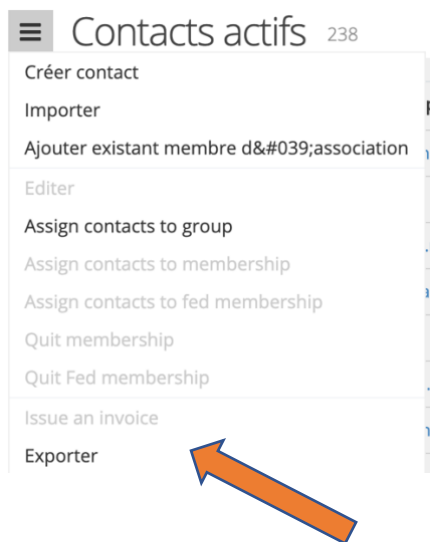 Contacts actifs 238
Créer contact
Importer
Ajouter existant membre d&#039;association
Editer
Assign contacts to group
Assign contacts to membership
Assign contacts to fed membership
Quit membership
Quit Fed membership
Issue an invoice
Exporter